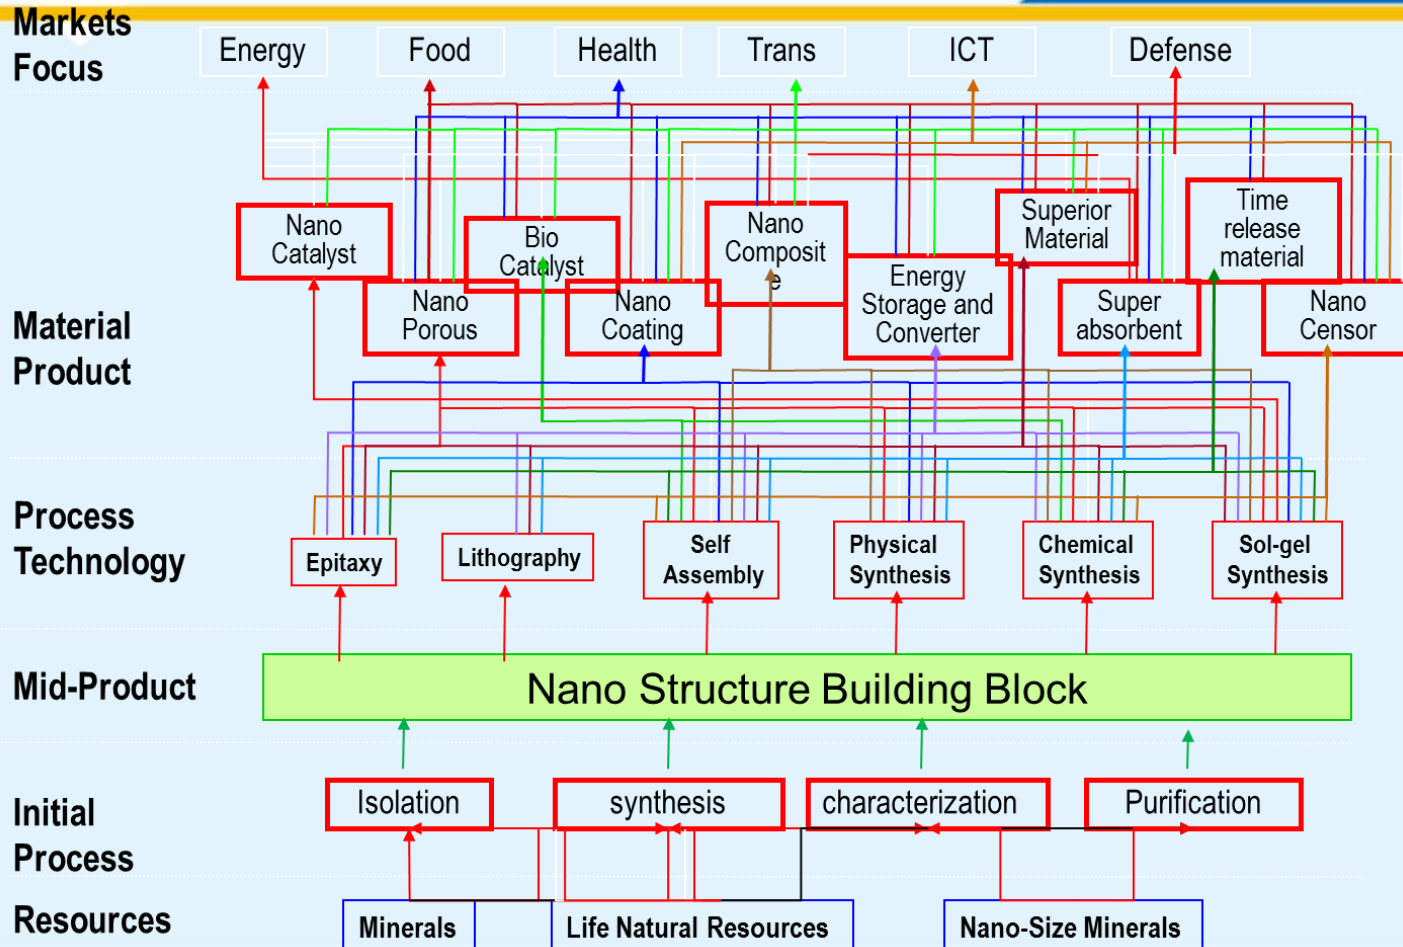 Markets
Focus
Energy
Food
Health
Trans
ICT
Defense
Material
Product
Nano
Catalyst
Nano
Porous
Bio
Catalyst
Nano
Coating
Nano
Composit
e
Energy
Storage and
Converter
Superior
Material
Super
absorbent
Time
release
material
Nano
Censor
Process
Technology
Epitaxy
Lithography
Self
Assembly
Physical
Synthesis
Chemical
Synthesis
Sol-gel
Synthesis
Mid-Product
Nano Structure Building Block
Initial
Process
Isolation
synthesis
characterization
Purification
Resources
Minerals
Life Natural Resources
Nano-Size Minerals